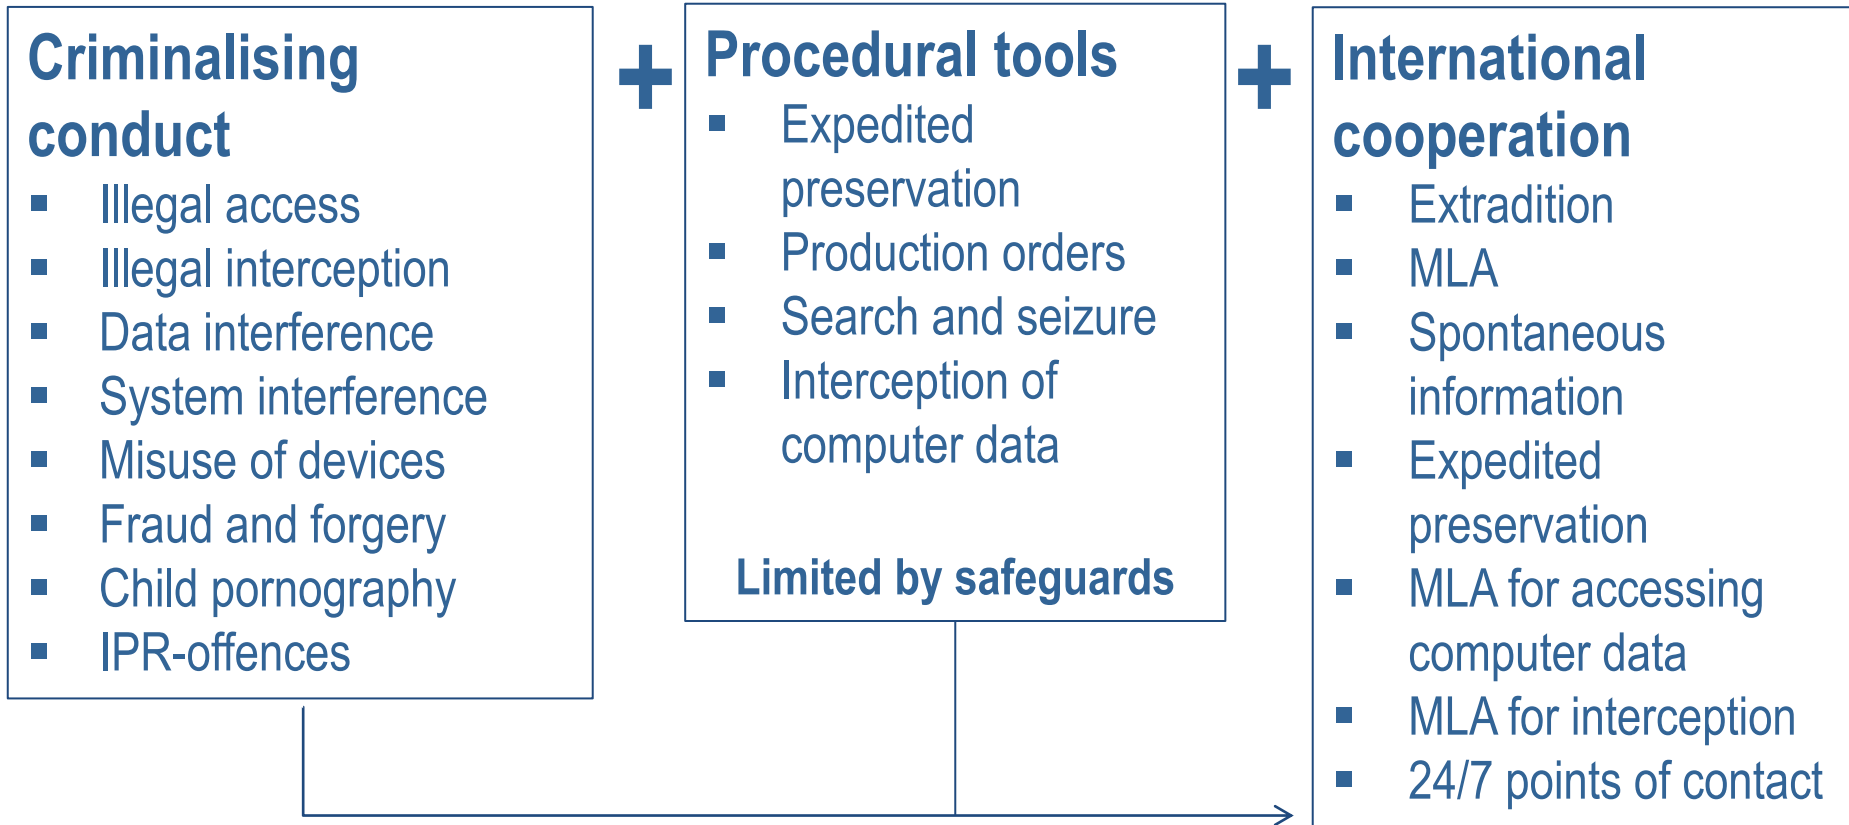 Criminalising
conduct
▪ Illegal access
▪ Illegal interception
▪ Data interference
▪ System interference
▪ Misuse of devices
▪ Fraud and forgery
▪ Child pornography
▪ IPR-offences
+
Procedural tools
▪ Expedited
preservation
▪ Production orders
▪ Search and seizure
▪ Interception of
computer data
Limited by safeguards
+
International
cooperation
▪ Extradition
▪ MLA
▪ Spontaneous
information
▪ Expedited
preservation
▪ MLA for accessing
computer data
▪ MLA for interception
▪ 24/7 points of contact